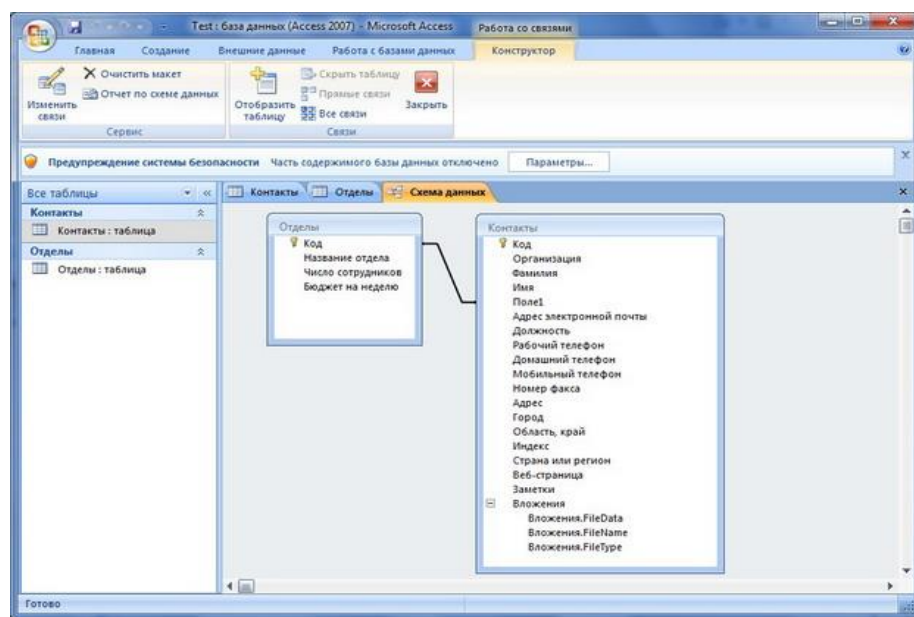 Test : база данных (Access 2007) - Microsoft Access
Работа со связями
Главная
Создание
Внешние данные
Работа с базами данных
Конструктор
Изменить связи
Очистить макет
Отчет по схеме данных
Сервис
Отобразить таблицу
Скрыть таблицу
Прямые связи
Все связи
Закрыть
Связи
Предупреждение системы безопасности Часть содержимого базы данных отключено
Параметры...
Все таблицы
Контакты
Контакты : таблица
Отделы
Отделы : таблица
Контакты
Отделы
Схема данных
Отделы
Код
Название отдела
Число сотрудников
Бюджет на неделю
Контакты
Код
Организация
Фамилия
Имя
Поле1
Адрес электронной почты
Должность
Рабочий телефон
Домашний телефон
Мобильный телефон
Номер факса
Адрес
Город
Область, край
Индекс
Страна или регион
Веб-страница
Заметки
Вложения
Вложения.FileData
Вложения.FileName
Вложения.FileType
Готово